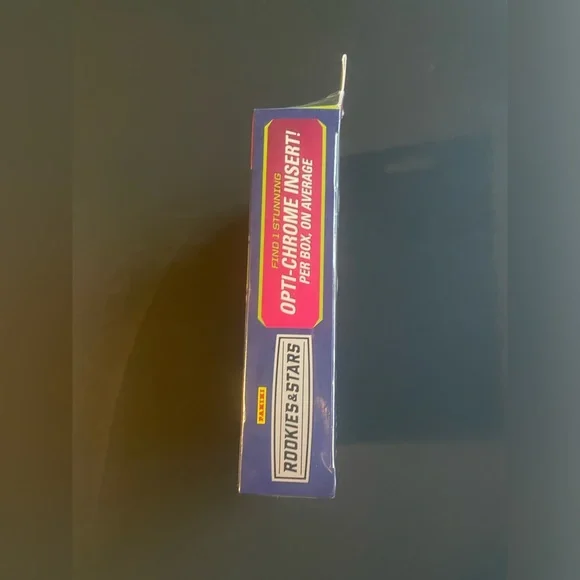 FIND 1 STUNNING
OPTI-CHROME INSERT!
PER BOX, ON AVERAGE
PANINI
ROOKIES & STARS